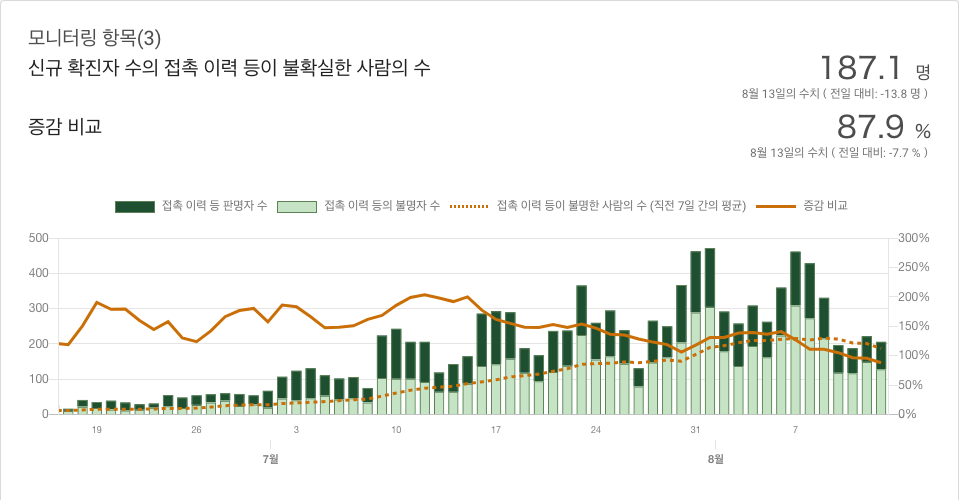 모니터링 항목(3)
신규 확진자 수의 접촉 이력 등이 불확실한 사람의 수
187.1 명
8월 13일의 수치 ( 전일 대비: -13.8 명 )
증감 비교
87.9 %
8월 13일의 수치 ( 전일 대비: -7.7 % )
접촉 이력 등 판명자 수 접촉 이력 등의 불명자 수 접촉 이력 등이 불명한 사람의 수 (직전 7일 간의 평균) 증감 비교
500 300%
250%
400
200%
300
150%
200
100%
100
50%
0 0%
19 26 3 10 17 24 31 7
7월 8월